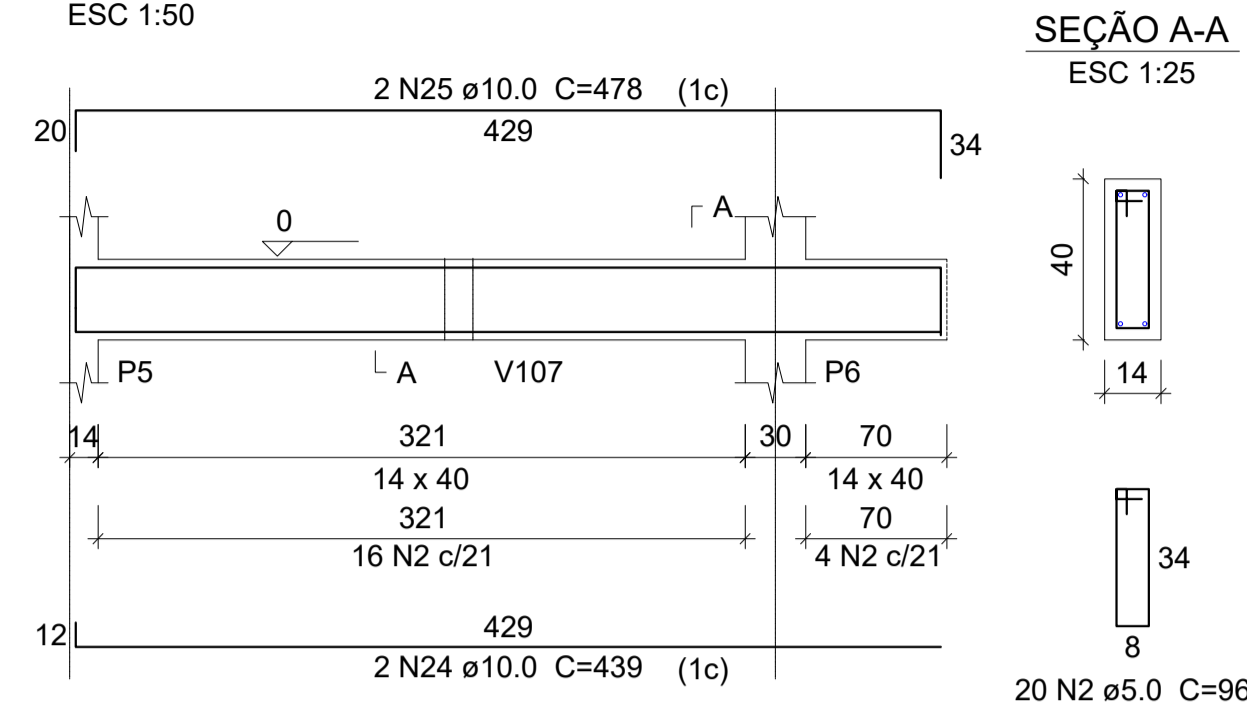 ESC 1:50
SEÇÃO A-A
ESC 1:25
2 N25 ø10.0 C=478 (1c)
20
429
34
A
0
40
P5
A
V107
P6
14
14
321
30
70
14 x 40
14 x 40
321
70
16 N2 c/21
4 N2 c/21
34
12
429
8
2 N24 ø10.0 C=439 (1c)
20 N2 ø5.0 C=96